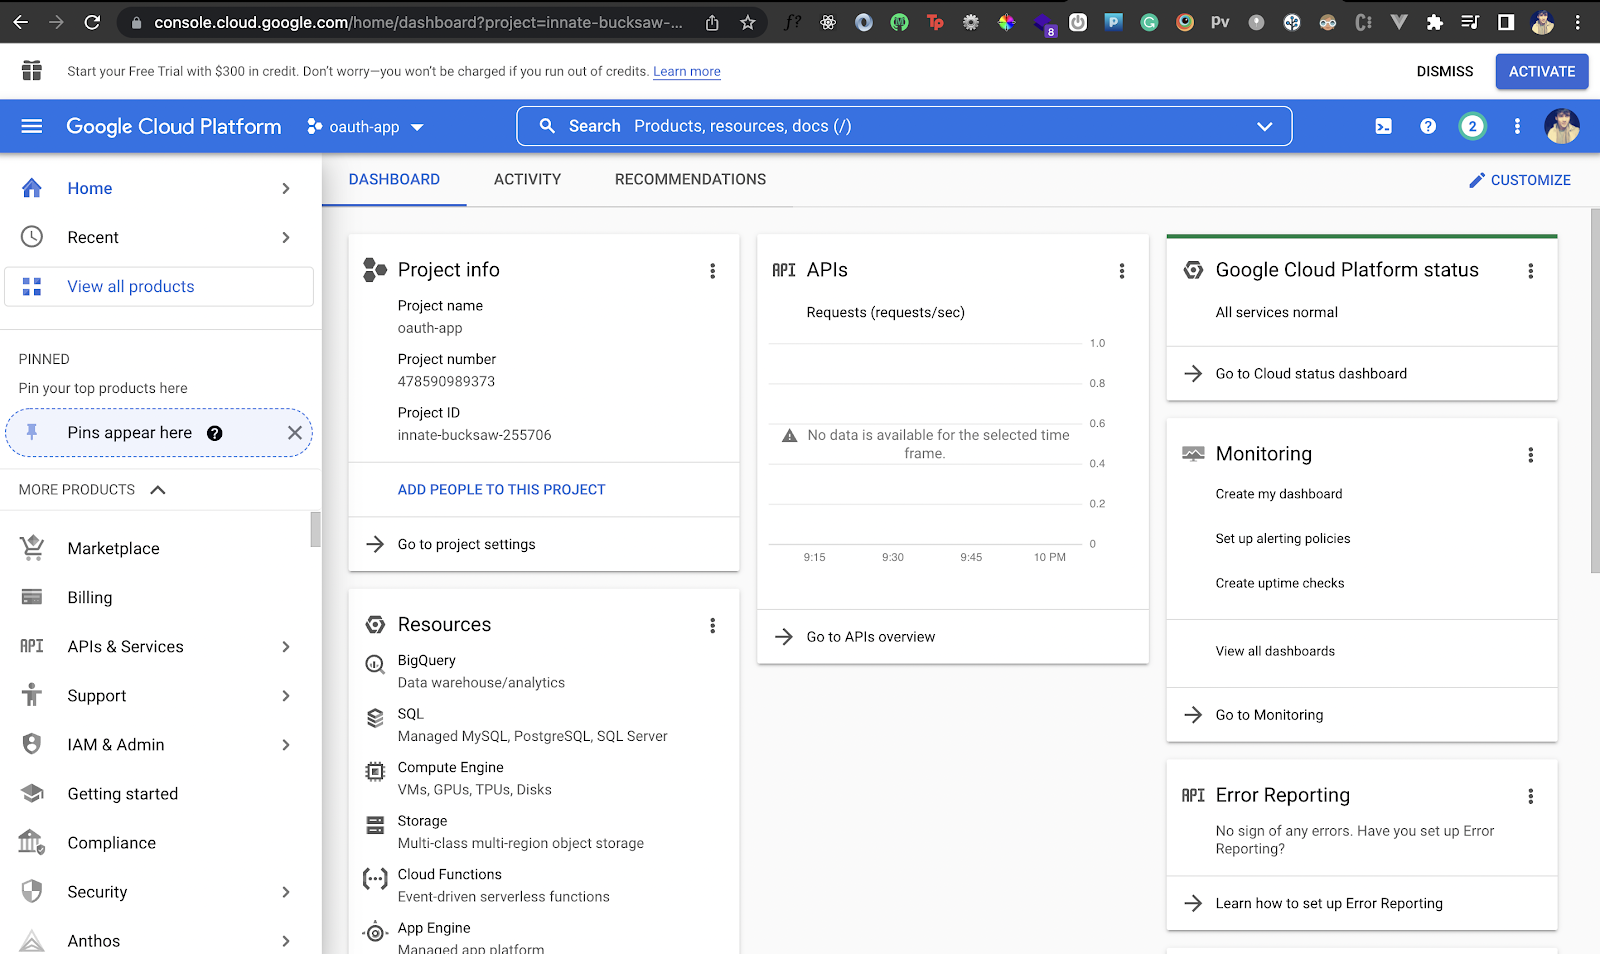 console.cloud.google.com/home/dashboard?project=innate-bucksaw-...
8
Start your Free Trial with $300 in credit. Don't worry—you won't be charged if you run out of credits. Learn more
DISMISS
ACTIVATE
Google Cloud Platform
oauth-app
Search Products, resources, docs (/)
2
Home
Recent
View all products
PINNED
Pin your top products here
Pins appear here
MORE PRODUCTS
Marketplace
Billing
API APIs & Services
Support
IAM & Admin
Getting started
Compliance
Security
Anthos
DASHBOARD
ACTIVITY
RECOMMENDATIONS
CUSTOMIZE
Project info
Project name
oauth-app
Project number
478590989373
Project ID
innate-bucksaw-255706
ADD PEOPLE TO THIS PROJECT
Go to project settings
Resources
BigQuery
Data warehouse/analytics
SQL
Managed MySQL, PostgreSQL, SQL Server
Compute Engine
VMs, GPUs, TPUs, Disks
Storage
Multi-class multi-region object storage
Cloud Functions
Event-driven serverless functions
App Engine
Managed app platform
API APIs
Requests (requests/sec)
1.0
0.8
0.6
No data is available for the selected time
frame.
0.4
0.2
0
9:15
9:30
9:45
10 PM
Go to APIs overview
Google Cloud Platform status
All services normal
Go to Cloud status dashboard
Monitoring
Create my dashboard
Set up alerting policies
Create uptime checks
View all dashboards
Go to Monitoring
API Error Reporting
No sign of any errors. Have you set up Error
Reporting?
Learn how to set up Error Reporting